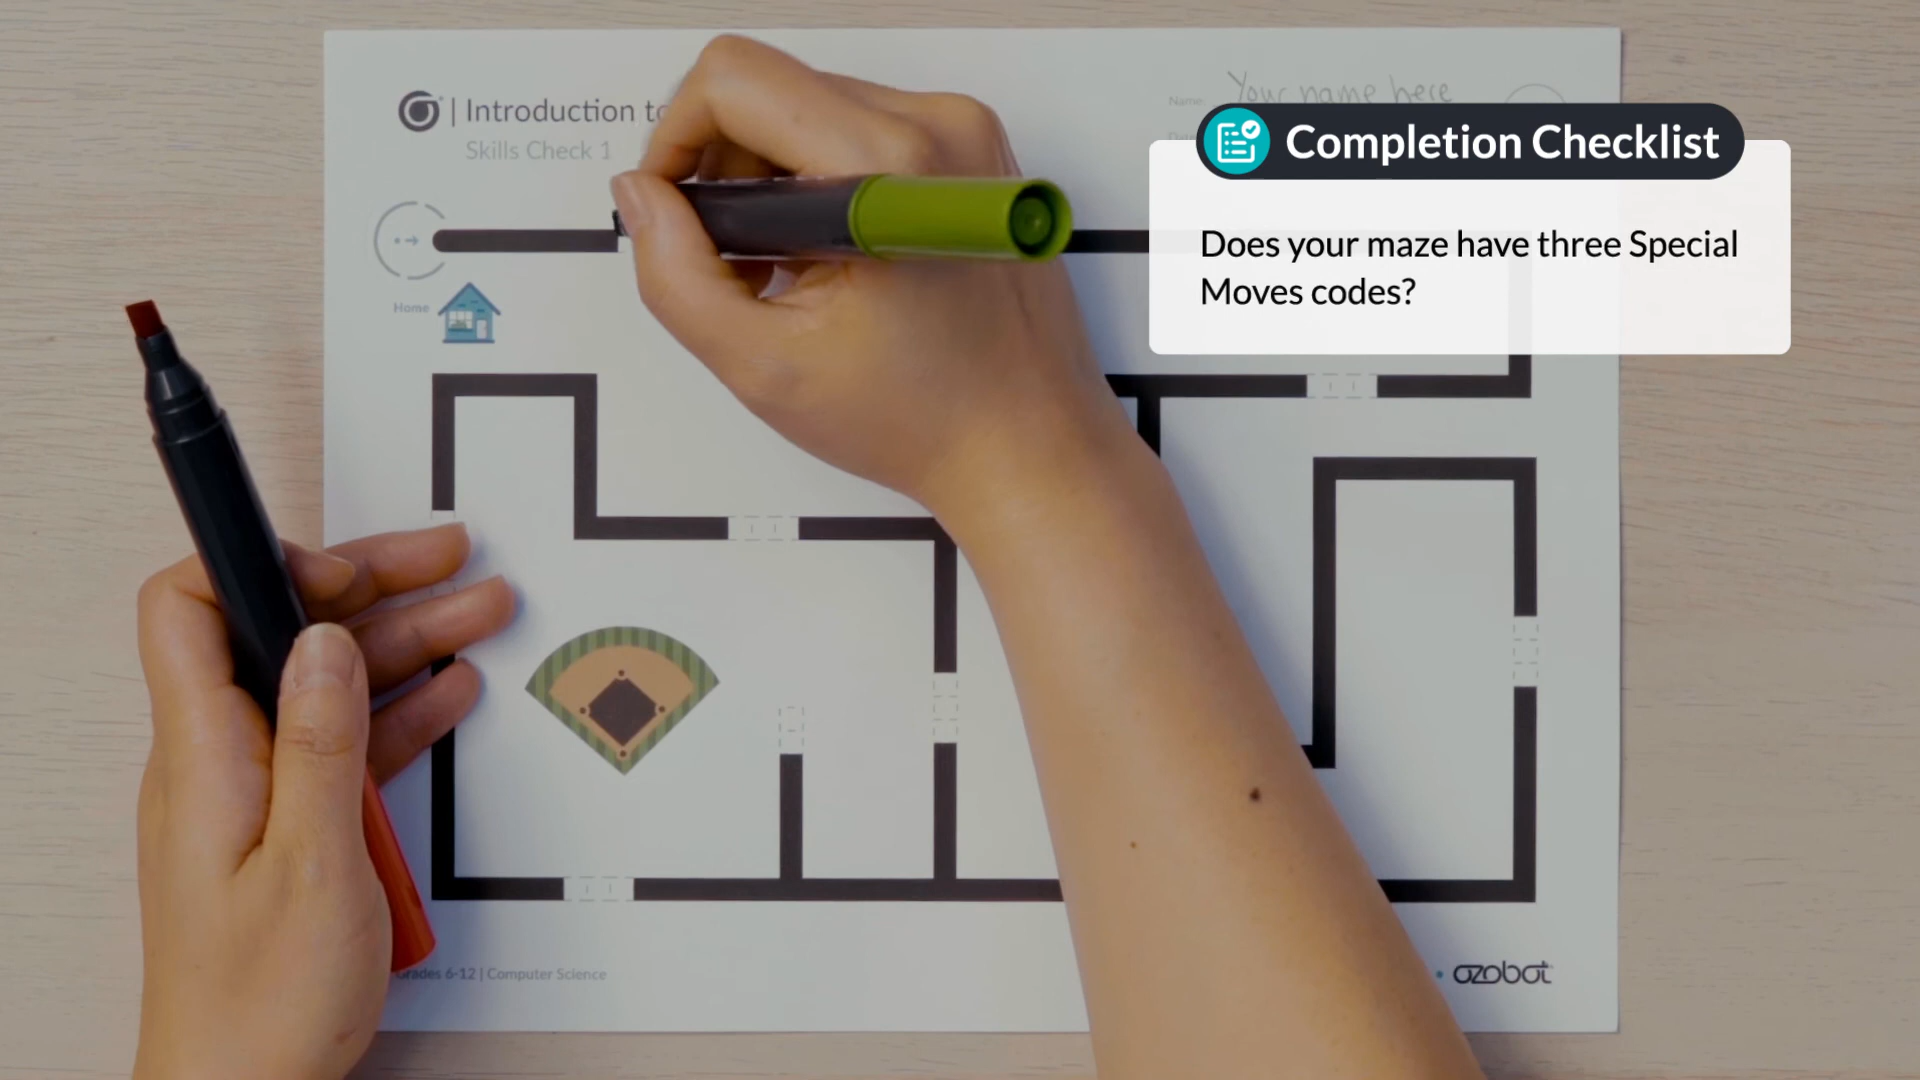 Introduction to
Skills Check 1
Name:
Your name here
Completion Checklist
Does your maze have three Special
Moves codes?
Home
Grades 6-12 | Computer Science
ozobot